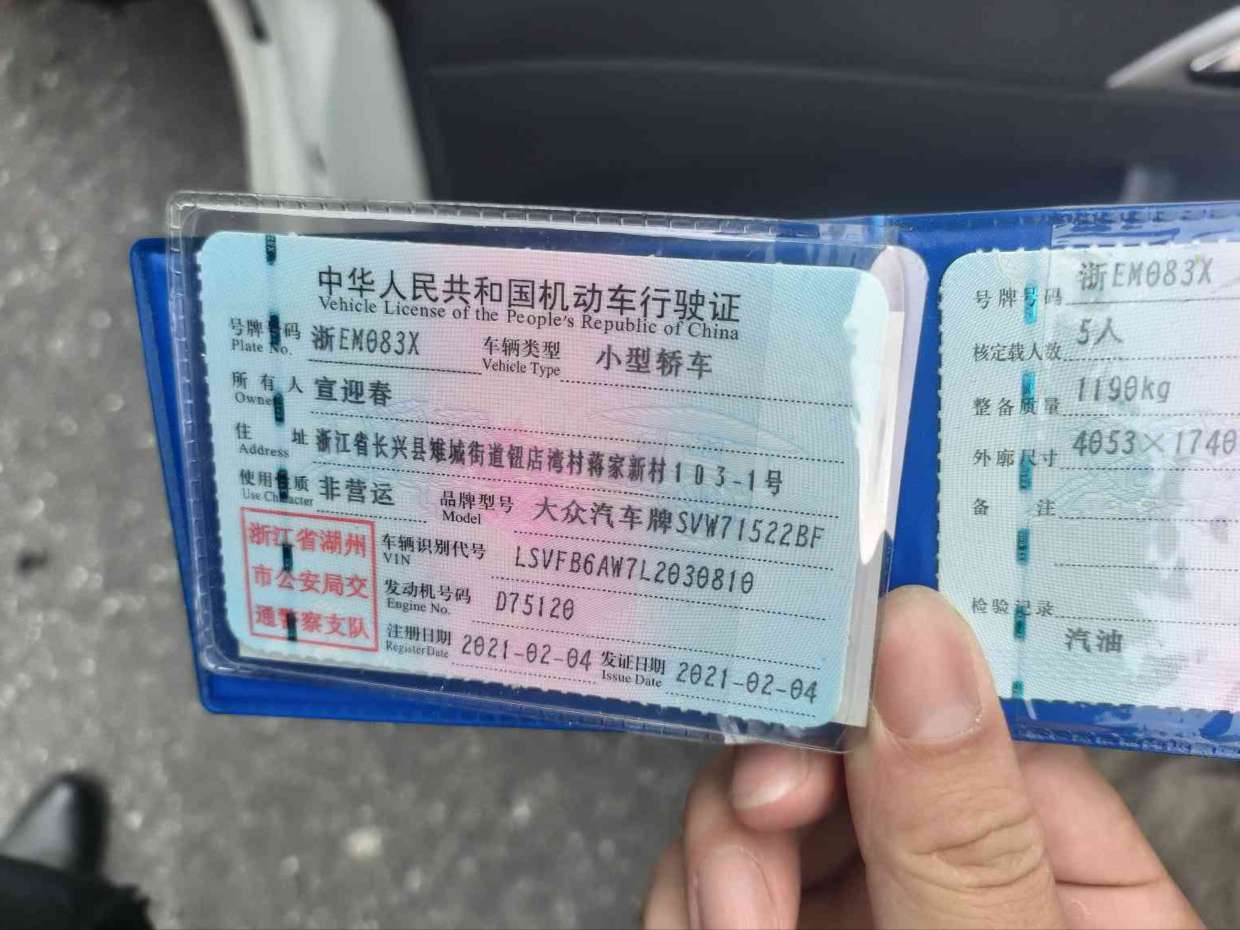 中华人民共和国机动车行驶证
Vehicle License of the People's Republic of China
号牌号码 浙EM083X 车辆类型 小型轿车
Plate No. Vehicle Type
所有人 宣迎春
Owner
住址 浙江省长兴县雉城街道钮店湾村蒋家新村103-1号
Address
使用性质 非营运 品牌型号 大众汽车牌SVW71522BF
Use Character Model
浙江省湖州
市公安局交
通警察支队
车辆识别代号 LSVFB6AW7L2030810
VIN
发动机号码 D75120
Engine No.
注册日期 2021-02-04 发证日期 2021-02-04
Register Date Issue Date
号牌号码 浙EM083X
核定载人数 5人
整备质量 1190kg
外廓尺寸 4053×1740
备注
检验记录
汽油